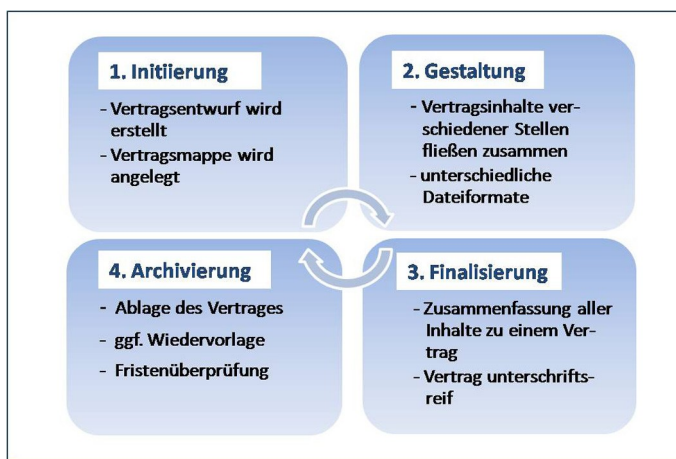 1. Initiierung
- Vertragsentwurf wird
erstellt
- Vertragsmappe wird
angelegt
2. Gestaltung
- Vertragsinhalte ver-
schiedener Stellen
fließen zusammen
- unterschiedliche
Dateiformate
4. Archivierung
- Ablage des Vertrages
- ggf. Wiedervorlage
- Fristenüberprüfung
3. Finalisierung
- Zusammenfassung aller
Inhalte zu einem Ver-
trag
- Vertrag unterschrifts-
reif